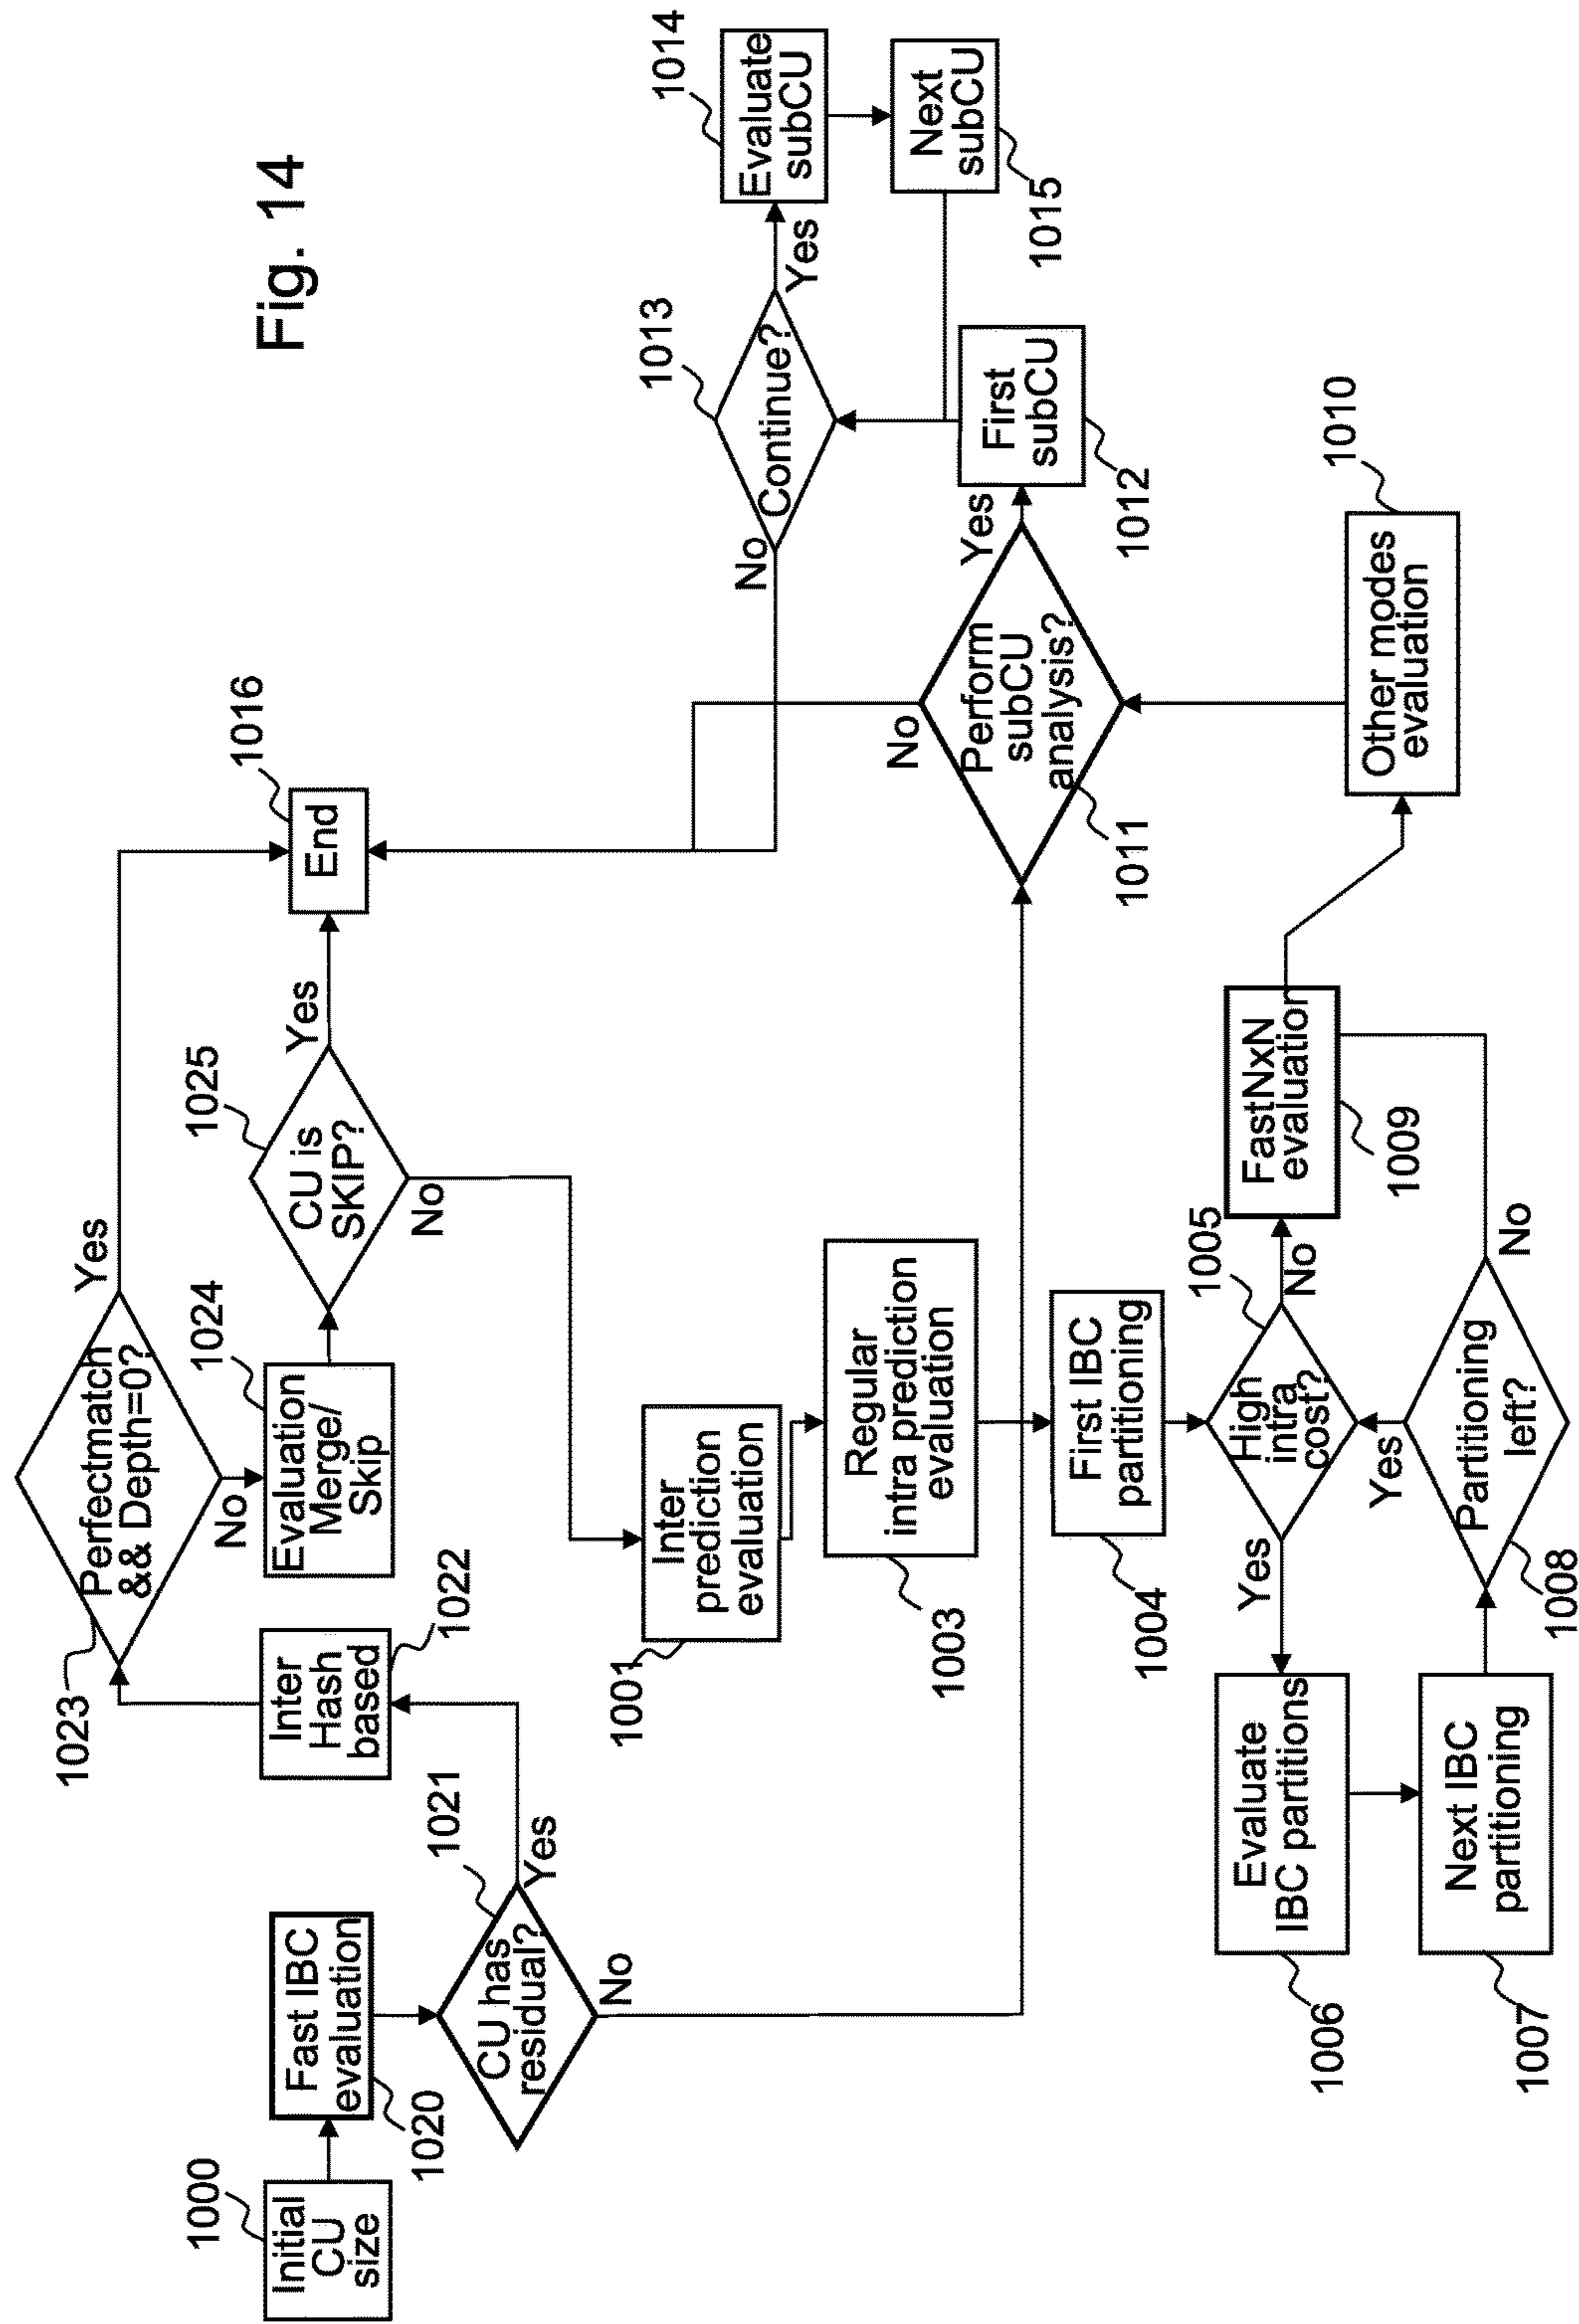 Fig. 14
1000
Initial
CU
size
Fast IBC
evaluation
1020
1021
CU has
residual?
Yes
No
Inter
Hash
based
1022
1023
Perfectmatch
&& Depth=0?
Yes
No
1024
Evaluation
Merge/
Skip
1025
CU is
SKIP?
Yes
No
1016
End
Inter
prediction
evaluation
1001
Regular
intra prediction
evaluation
1003
First IBC
partitioning
1004
1005
High
intra
cost?
Yes
No
Evaluate
IBC partitions
1006
Next IBC
partitioning
1007
Partitioning
left?
1008
Yes
No
FastNxN
evaluation
1009
Other modes
evaluation
1010
Perform
subCU
analysis?
1011
No
Yes
First
subCU
1012
1013
Continue?
No
Yes
1014
Evaluate
subCU
Next
subCU
1015